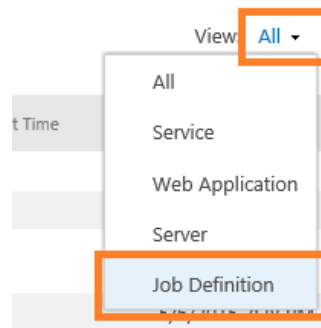 View: All
All
t Time
Service
Web Application
Server
Job Definition